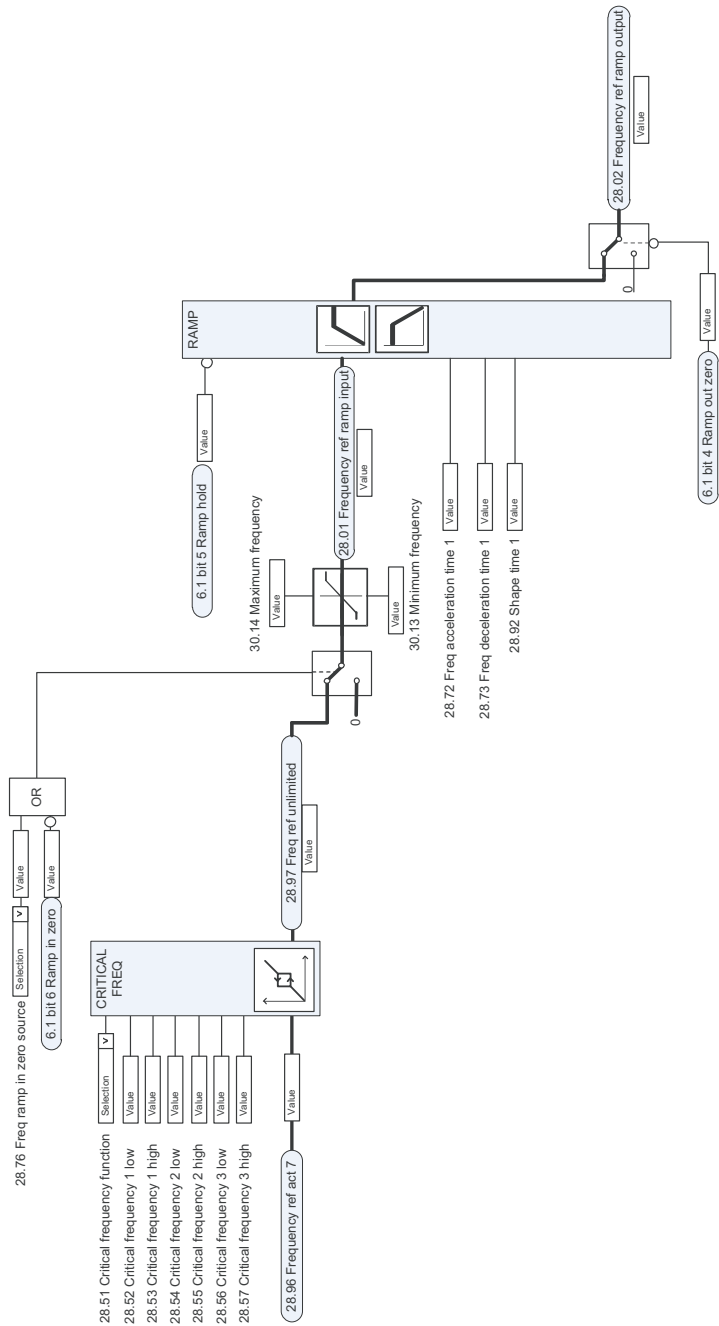 28.76 Freq ramp in zero source
Selection
v
Value
6.1 bit 6 Ramp in zero
Value
OR
28.51 Critical frequency function
Selection
v
28.52 Critical frequency 1 low
Value
28.53 Critical frequency 1 high
Value
28.54 Critical frequency 2 low
Value
28.55 Critical frequency 2 high
Value
28.56 Critical frequency 3 low
Value
28.57 Critical frequency 3 high
Value
CRITICAL
FREQ
28.96 Frequency ref act 7
Value
28.97 Freq ref unlimited
Value
0
30.14 Maximum frequency
Value
Value
30.13 Minimum frequency
28.01 Frequency ref ramp input
Value
6.1 bit 5 Ramp hold
Value
RAMP
28.72 Freq acceleration time 1
Value
28.73 Freq deceleration time 1
Value
28.92 Shape time 1
Value
0
28.02 Frequency ref ramp output
Value
6.1 bit 4 Ramp out zero
Value